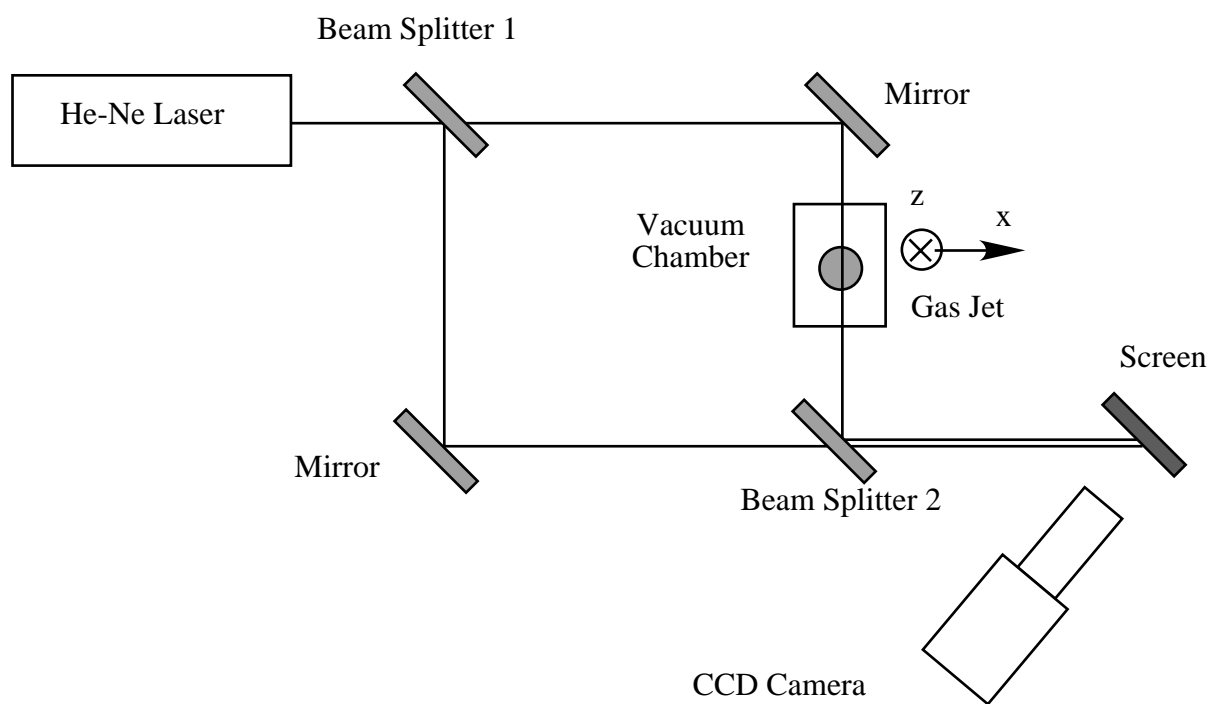 Beam Splitter 1
He-Ne Laser
Mirror
Vacuum
Chamber
z
x
Gas Jet
Screen
Mirror
Beam Splitter 2
CCD Camera